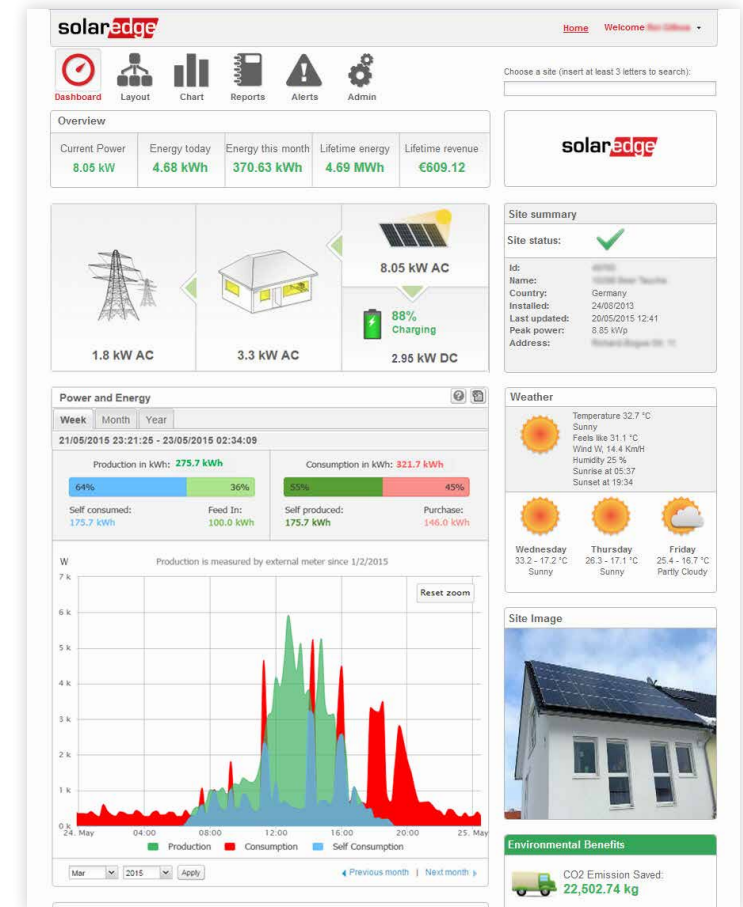 solaredge
Home Welcome
Dashboard Layout Chart Reports Alerts Admin
Choose a site (insert at least 3 letters to search):
Overview
Current Power Energy today Energy this month Lifetime energy Lifetime revenue
8.05 kW 4.68 kWh 370.63 kWh 4.69 MWh €609.12
solaredge
8.05 kW AC
88%
Charging
1.8 kW AC 3.3 kW AC 2.95 kW DC
Site summary
Site status:
Id:
Name:
Country: Germany
Installed: 24/08/2013
Last updated: 20/05/2015 12:41
Peak power: 8.85 kWp
Address:
Power and Energy
Week Month Year
21/05/2015 23:21:25 - 23/05/2015 02:34:09
Production in kWh: 275.7 kWh Consumption in kWh: 321.7 kWh
64% 36% 55% 45%
Self consumed: Feed In: Self produced: Purchase:
175.7 kWh 100.0 kWh 175.7 kWh 146.0 kWh
W Production is measured by external meter since 1/2/2015
Reset zoom
7 k
6 k
5 k
4 k
3 k
2 k
1 k
0 k
24. May 04:00 08:00 12:00 16:00 20:00 25. May
Production Consumption Self Consumption
Mar 2015 Apply Previous month | Next month
Weather
Temperature 32.7 °C
Sunny
Feels like 31.1 °C
Wind W, 14.4 Km/H
Humidity 25 %
Sunrise at 05:37
Sunset at 19:34
Wednesday Thursday Friday
33.2 - 17.2 °C 26.3 - 17.1 °C 25.4 - 16.7 °C
Sunny Sunny Partly Cloudy
Site Image
Environmental Benefits
CO2 Emission Saved:
22,502.74 kg